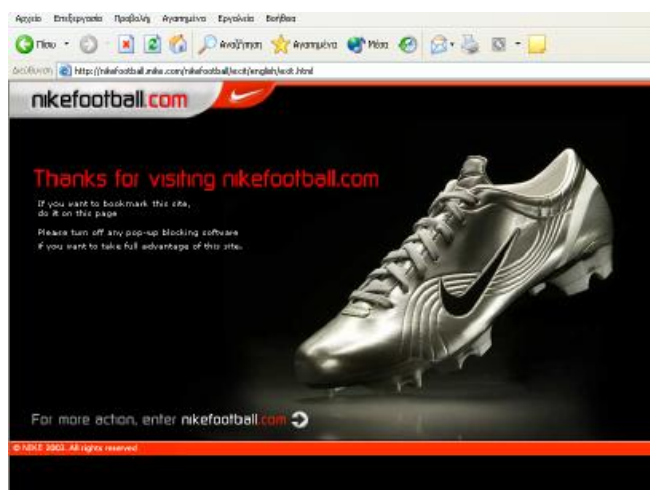 Αρχείο Επεξεργασία Προβολή Αγαπημένα Εργαλεία Βοήθεια
Πίσω Αναζήτηση Αγαπημένα Μέσα
Διεύθυνση http://nikefootball.nike.com/nikefootball/exit/english/exit.html
nikefootball.com
Thanks for visiting nikefootball.com
If you want to bookmark this site,
do it on this page
Please turn off any pop-up blocking software
if you want to take full advantage of this site.
For more action, enter nikefootball.com
© NIKE 2003. All rights reserved